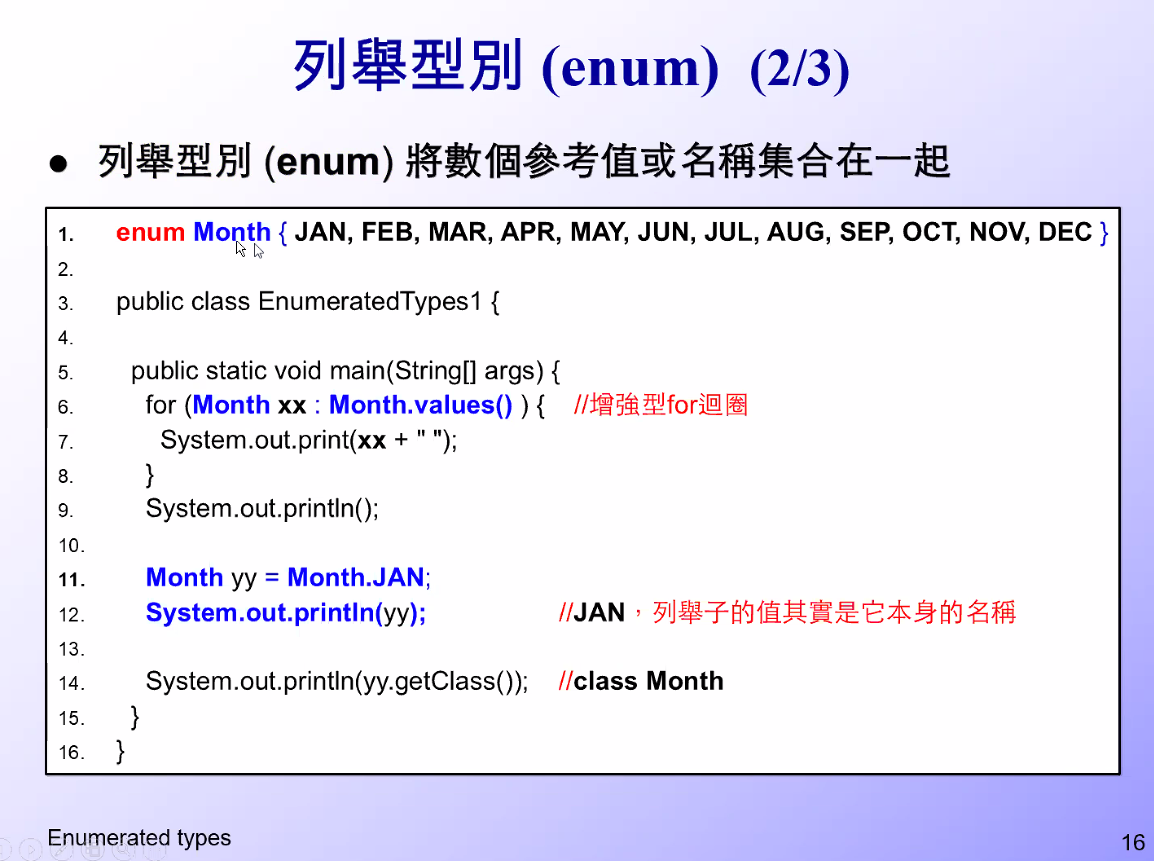 列舉型別 (enum) (2/3)
● 列舉型別 (enum) 將數個參考值或名稱集合在一起
1. enum Month { JAN, FEB, MAR, APR, MAY, JUN, JUL, AUG, SEP, OCT, NOV, DEC }
2.
3. public class EnumeratedTypes1 {
4.
5. public static void main(String[] args) {
6. for (Month xx : Month.values() ) { //增強型for迴圈
7. System.out.print(xx + " ");
8. }
9. System.out.println();
10.
11. Month yy = Month.JAN;
12. System.out.println(yy); //JAN，列舉子的值其實是它本身的名稱
13.
14. System.out.println(yy.getClass()); //class Month
15. }
16. }
Enumerated types
16